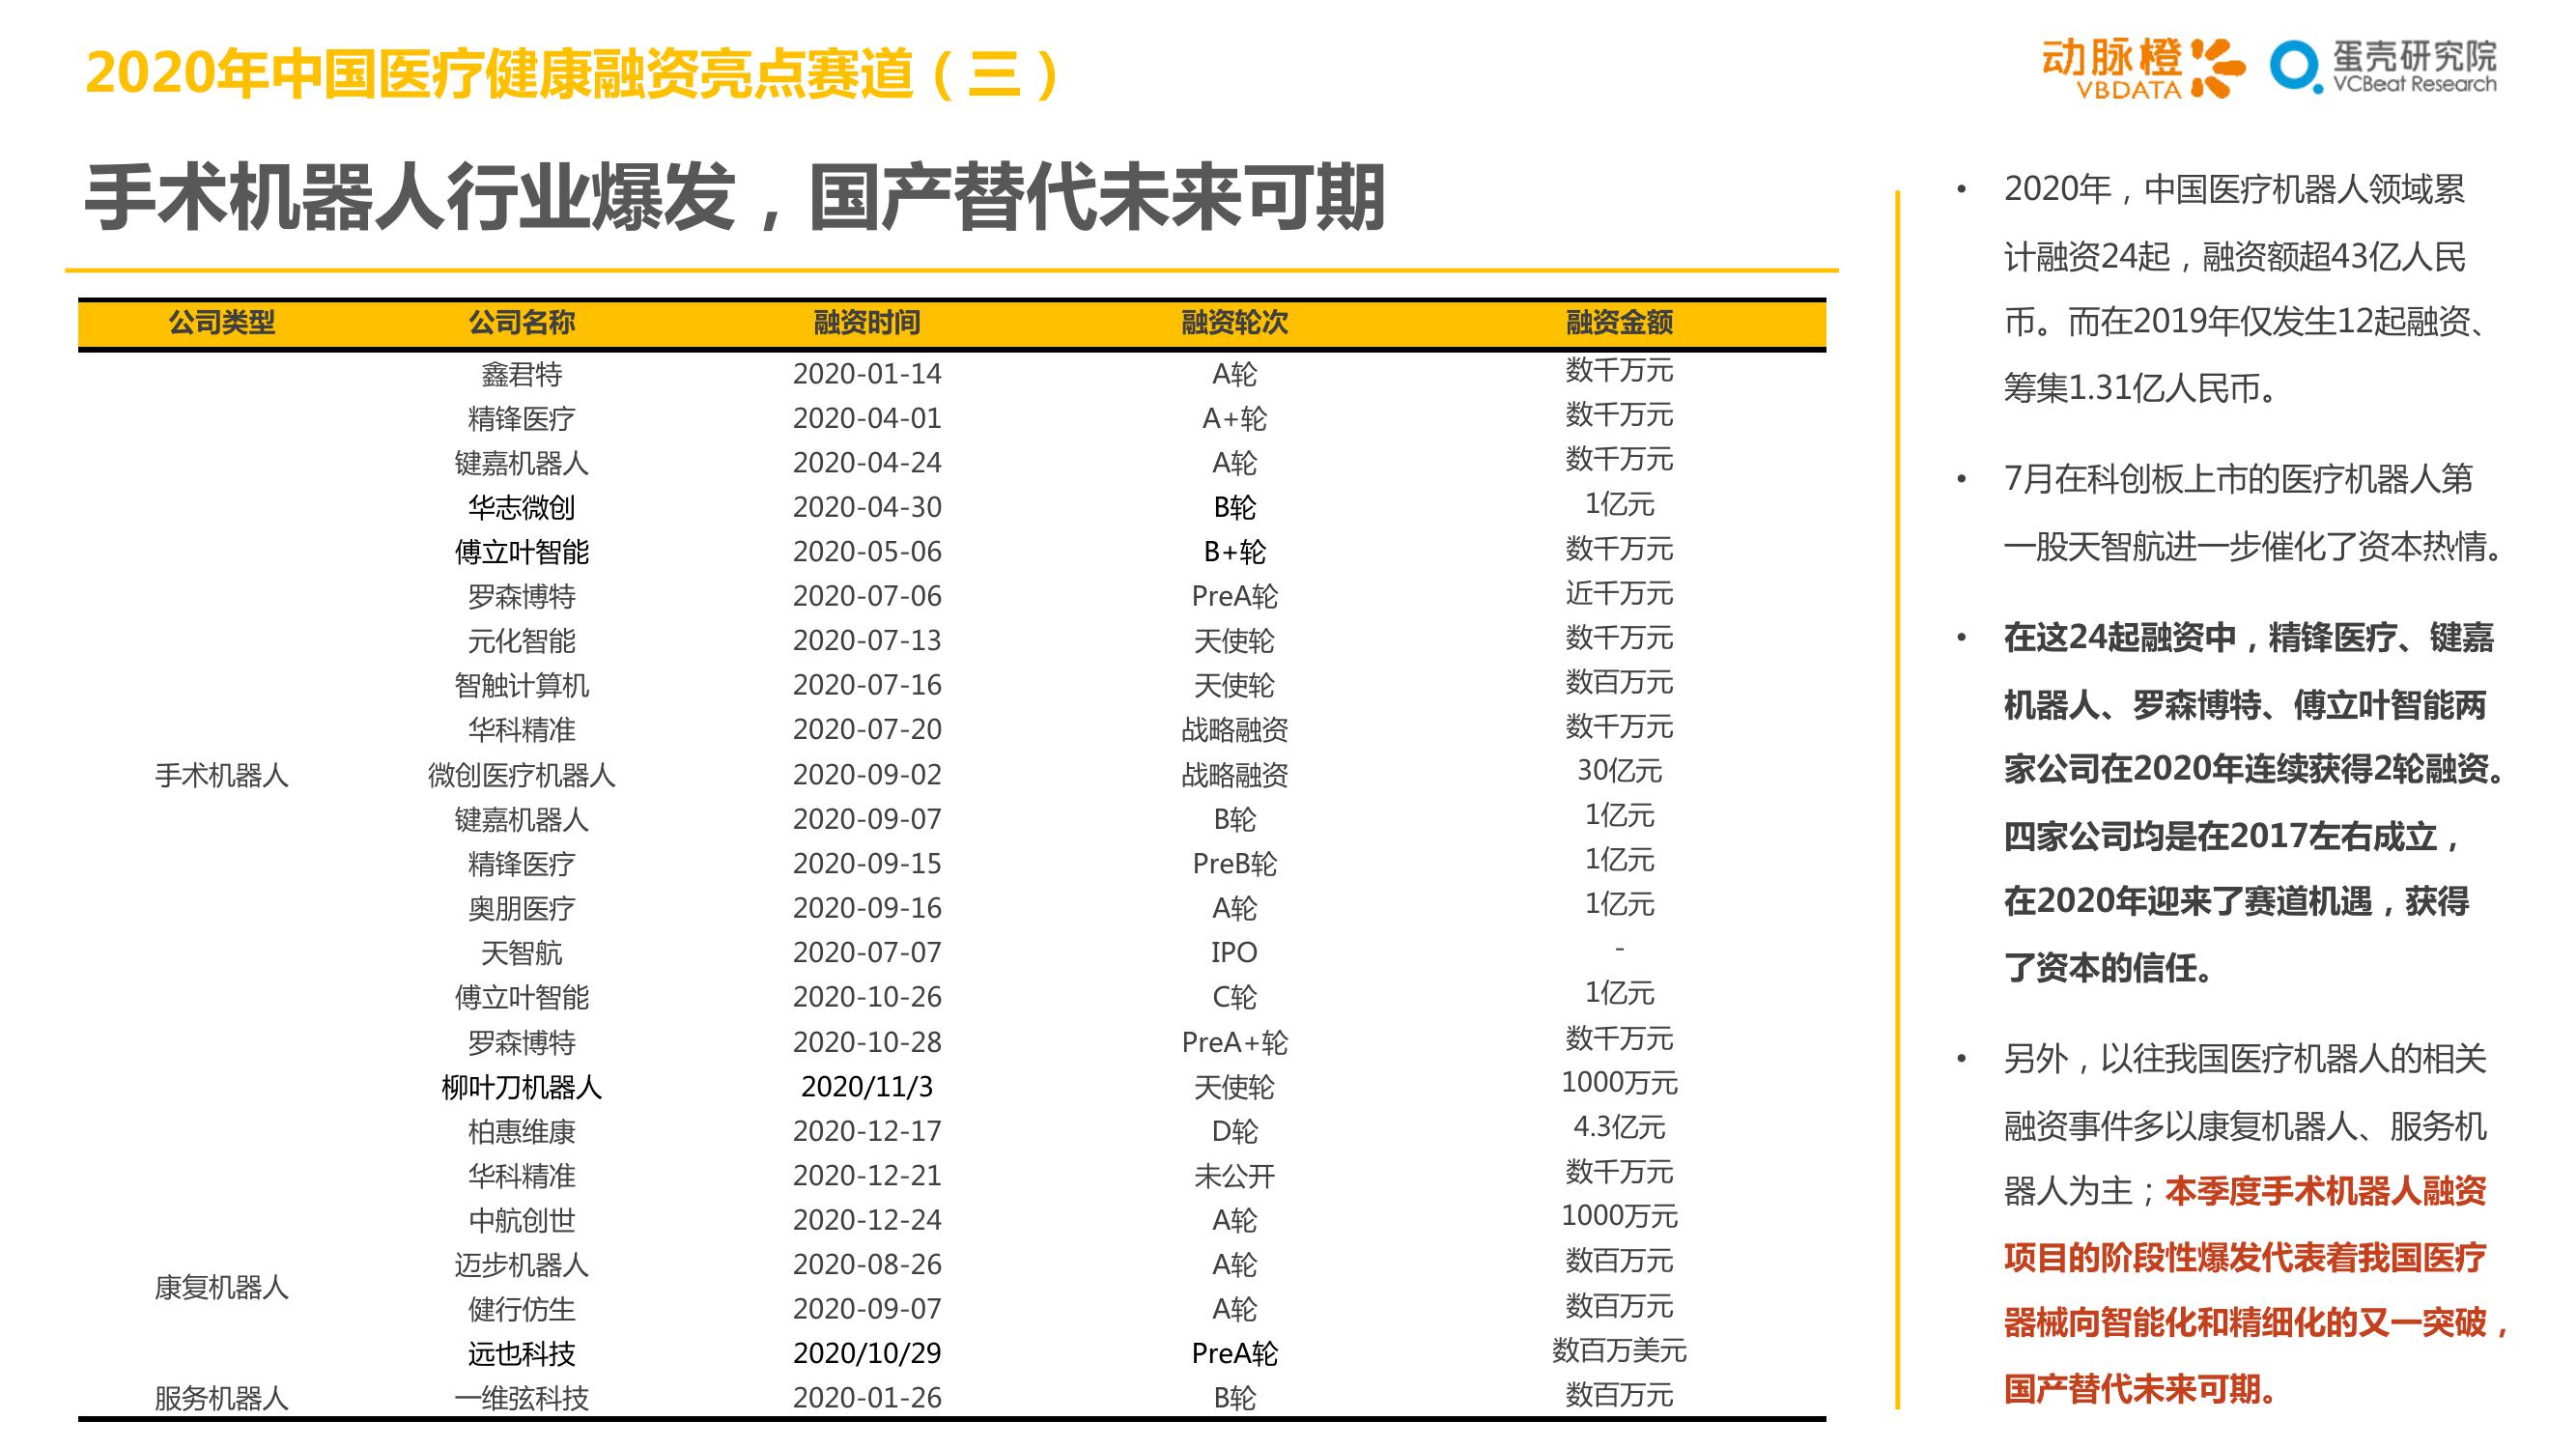 2020年中国医疗健康融资亮点赛道（三）
动脉橙
VBDATA
蛋壳研究院
VCBeat Research
手术机器人行业爆发，国产替代未来可期
公司类型 公司名称 融资时间 融资轮次 融资金额
鑫君特 2020-01-14 A轮 数千万元
精锋医疗 2020-04-01 A+轮 数千万元
键嘉机器人 2020-04-24 A轮 数千万元
华志微创 2020-04-30 B轮 1亿元
傅立叶智能 2020-05-06 B+轮 数千万元
罗森博特 2020-07-06 PreA轮 近千万元
元化智能 2020-07-13 天使轮 数千万元
智触计算机 2020-07-16 天使轮 数百万元
华科精准 2020-07-20 战略融资 数千万元
手术机器人 微创医疗机器人 2020-09-02 战略融资 30亿元
键嘉机器人 2020-09-07 B轮 1亿元
精锋医疗 2020-09-15 PreB轮 1亿元
奥朋医疗 2020-09-16 A轮 1亿元
天智航 2020-07-07 IPO -
傅立叶智能 2020-10-26 C轮 1亿元
罗森博特 2020-10-28 PreA+轮 数千万元
柳叶刀机器人 2020/11/3 天使轮 1000万元
柏惠维康 2020-12-17 D轮 4.3亿元
华科精准 2020-12-21 未公开 数千万元
中航创世 2020-12-24 A轮 1000万元
迈步机器人 2020-08-26 A轮 数百万元
康复机器人
健行仿生 2020-09-07 A轮 数百万元
远也科技 2020/10/29 PreA轮 数百万美元
服务机器人 一维弦科技 2020-01-26 B轮 数百万元
• 2020年，中国医疗机器人领域累
计融资24起，融资额超43亿人民
币。而在2019年仅发生12起融资、
筹集1.31亿人民币。
• 7月在科创板上市的医疗机器人第
一股天智航进一步催化了资本热情。
• 在这24起融资中，精锋医疗、键嘉
机器人、罗森博特、傅立叶智能两
家公司在2020年连续获得2轮融资。
四家公司均是在2017左右成立，
在2020年迎来了赛道机遇，获得
了资本的信任。
• 另外，以往我国医疗机器人的相关
融资事件多以康复机器人、服务机
器人为主；本季度手术机器人融资
项目的阶段性爆发代表着我国医疗
器械向智能化和精细化的又一突破，
国产替代未来可期。